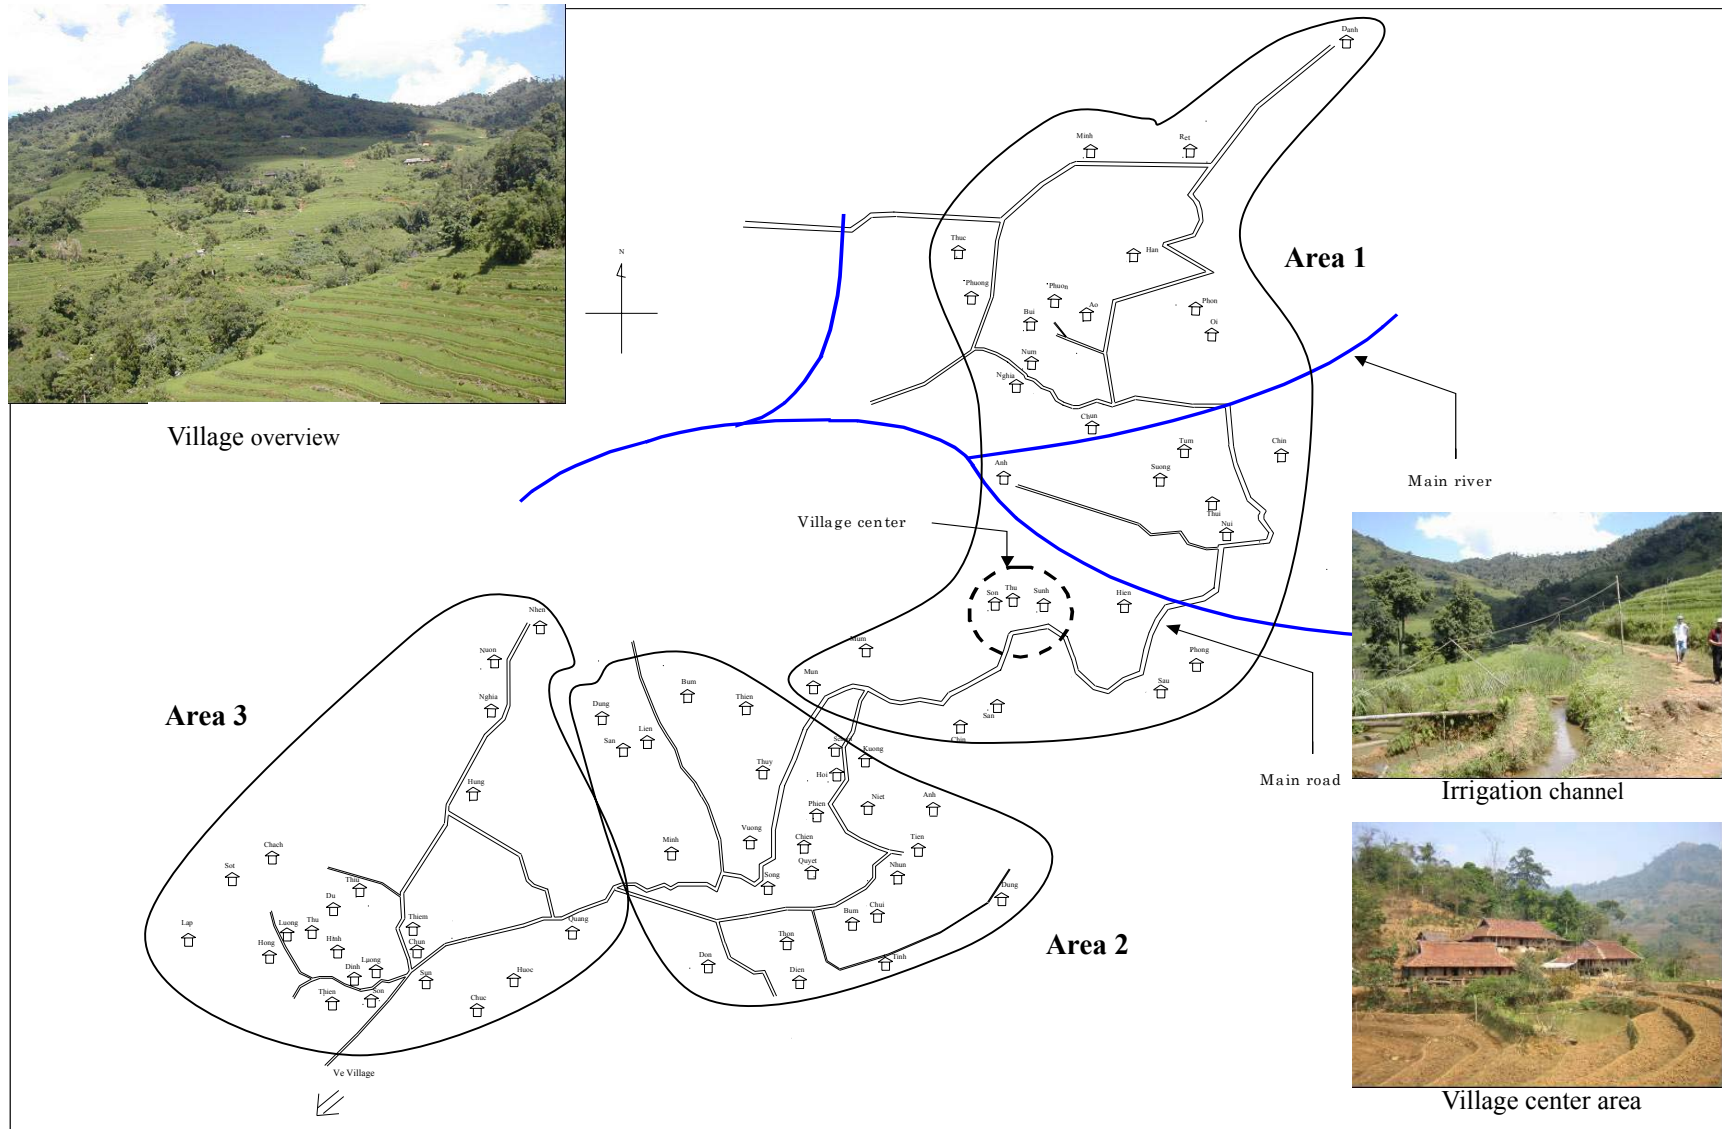 Danh
Minh
Ret
N
Thuc
Han
Area 1
Phuong
Phuon
Ao
Phon
Bui
Oi
Num
Nghia
Chun
Village overview
Tum
Chin
Anh
Suong
Main river
Thui
Village center
Nui
Son
Thu
Sunh
Hien
Nhen
Mum
Nuon
Phong
Mun
Sau
Bum
Nghia
Thien
Area 3
Dung
San
Lien
San
Chin
Kuong
Thuy
Hoi
Main road
Hung
Irrigation channel
Phien
Niet
Anh
Vuong
Chien
Tien
Minh
Chach
Quyet
Nhun
Sot
Song
Thiu
Dung
Du
Bum
Chui
Lap
Luong
Thu
Thiem
Quang
Area 2
Hong
Hinh
Chun
Thon
Don
Tinh
Dinh
Luong
Sun
Huoc
Dien
Thien
Son
Chuc
Ve Village
Village center area